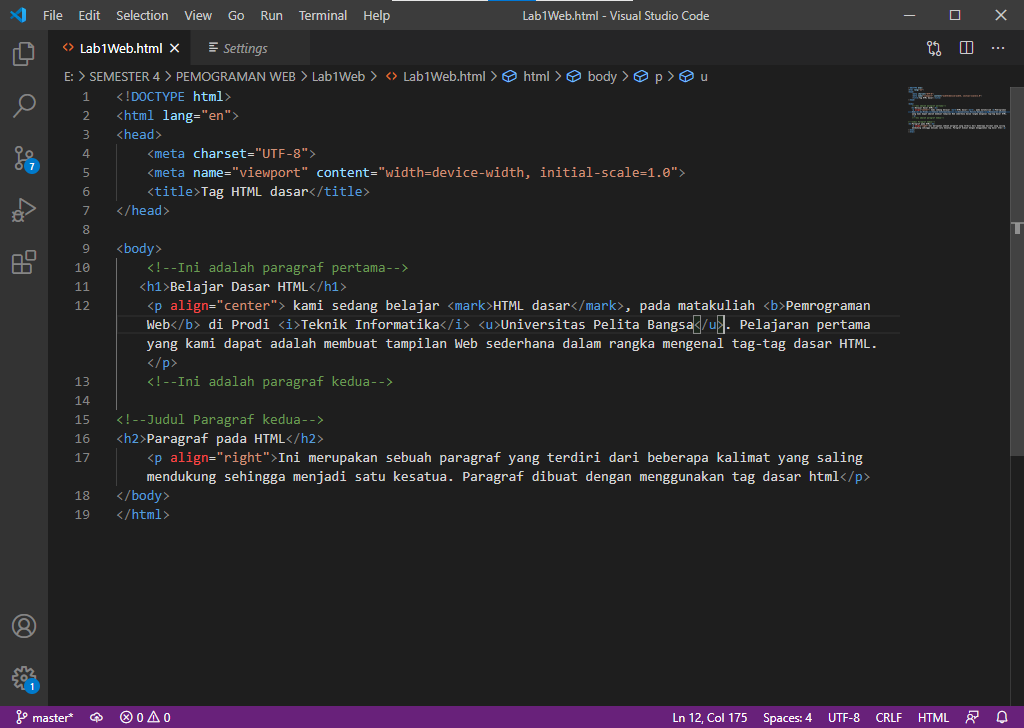 File Edit Selection View Go Run Terminal Help Lab1Web.html - Visual Studio Code
Lab1Web.html Settings
E: > SEMESTER 4 > PEMOGRAMAN WEB > Lab1Web > Lab1Web.html > html > body > p > u
1 <!DOCTYPE html>
2 <html lang="en">
3 <head>
4 <meta charset="UTF-8">
5 <meta name="viewport" content="width=device-width, initial-scale=1.0">
6 <title>Tag HTML dasar</title>
7 </head>
8
9 <body>
10 <!--Ini adalah paragraf pertama-->
11 <h1>Belajar Dasar HTML</h1>
12 <p align="center"> kami sedang belajar <mark>HTML dasar</mark>, pada matakuliah <b>Pemrograman
Web</b> di Prodi <i>Teknik Informatika</i> <u>Universitas Pelita Bangsa</u>. Pelajaran pertama
yang kami dapat adalah membuat tampilan Web sederhana dalam rangka mengenal tag-tag dasar HTML.
</p>
13 <!--Ini adalah paragraf kedua-->
14
15 <!--Judul Paragraf kedua-->
16 <h2>Paragraf pada HTML</h2>
17 <p align="right">Ini merupakan sebuah paragraf yang terdiri dari beberapa kalimat yang saling
mendukung sehingga menjadi satu kesatua. Paragraf dibuat dengan menggunakan tag dasar html</p>
18 </body>
19 </html>
7
1
master* 0 0 Ln 12, Col 175 Spaces: 4 UTF-8 CRLF HTML